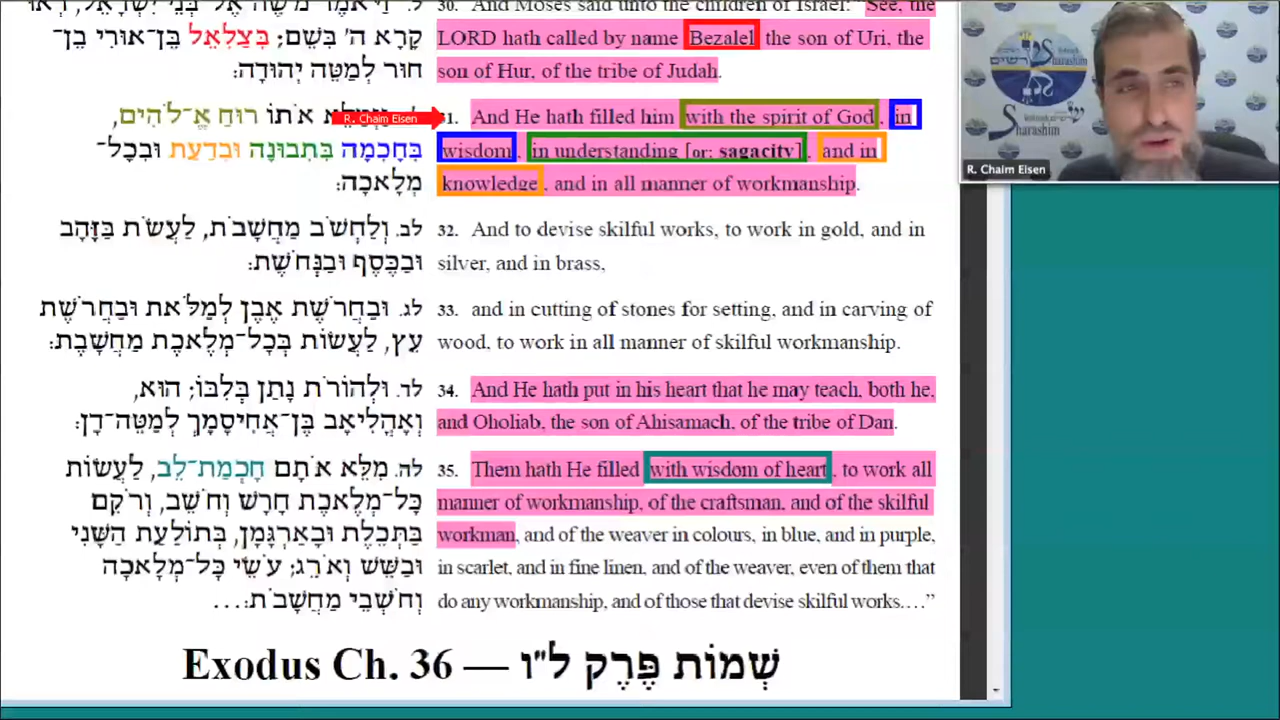 ל. וַיֹּאמֶר מֹשֶׁה אֶל־בְּנֵי יִשְׂרָאֵל, רְאוּ
קָרָא ה' בְּשֵׁם; בְּצַלְאֵל בֶּן־אוּרִי בֶן־
חוּר לְמַטֵּה יְהוּדָה:
אֹתוֹ רוּחַ אֱ־לֹהִים,
בְּחָכְמָה בִּתְבוּנָה וּבְדַעַת וּבְכָל־
מְלָאכָה:
לב. וְלַחְשֹׁב מַחֲשָׁבֹת, לַעֲשֹׂת בַּזָּהָב
וּבַכֶּסֶף וּבַנְּחֹשֶׁת:
לג. וּבַחֲרֹשֶׁת אֶבֶן לְמַלֹּאת וּבַחֲרֹשֶׁת
עֵץ, לַעֲשׂוֹת בְּכָל־מְלֶאכֶת מַחֲשָׁבֶת:
לד. וּלְהוֹרֹת נָתַן בְּלִבּוֹ; הוּא,
וְאָהֳלִיאָב בֶּן־אֲחִיסָמָךְ לְמַטֵּה־דָן:
לה. מִלֵּא אֹתָם חָכְמַת־לֵב, לַעֲשׂוֹת
כָּל־מְלֶאכֶת חָרָשׁ וְחֹשֵׁב, וְרֹקֵם
בַּתְּכֵלֶת וּבָאַרְגָּמָן, בְּתוֹלַעַת הַשָּׁנִי
וּבַשֵּׁשׁ וְאֹרֵג; עֹשֵׂי כָּל־מְלָאכָה
וְחֹשְׁבֵי מַחֲשָׁבֹת:...
30. And Moses said unto the children of Israel: “See, the
LORD hath called by name Bezalel the son of Uri, the
son of Hur, of the tribe of Judah.
R. Chaim Eisen
31. And He hath filled him with the spirit of God, in
wisdom, in understanding [or: sagacity], and in
knowledge, and in all manner of workmanship.
32. And to devise skilful works, to work in gold, and in
silver, and in brass,
33. and in cutting of stones for setting, and in carving of
wood, to work in all manner of skilful workmanship.
34. And He hath put in his heart that he may teach, both he,
and Oholiab, the son of Ahisamach, of the tribe of Dan.
35. Them hath He filled with wisdom of heart, to work all
manner of workmanship, of the craftsman, and of the skilful
workman, and of the weaver in colours, in blue, and in purple,
in scarlet, and in fine linen, and of the weaver, even of them that
do any workmanship, and of those that devise skilful works....”
Exodus Ch. 36 — שְׁמוֹת פֶּרֶק ל"ו
שרשים
Sharashim
R. Chaim Eisen